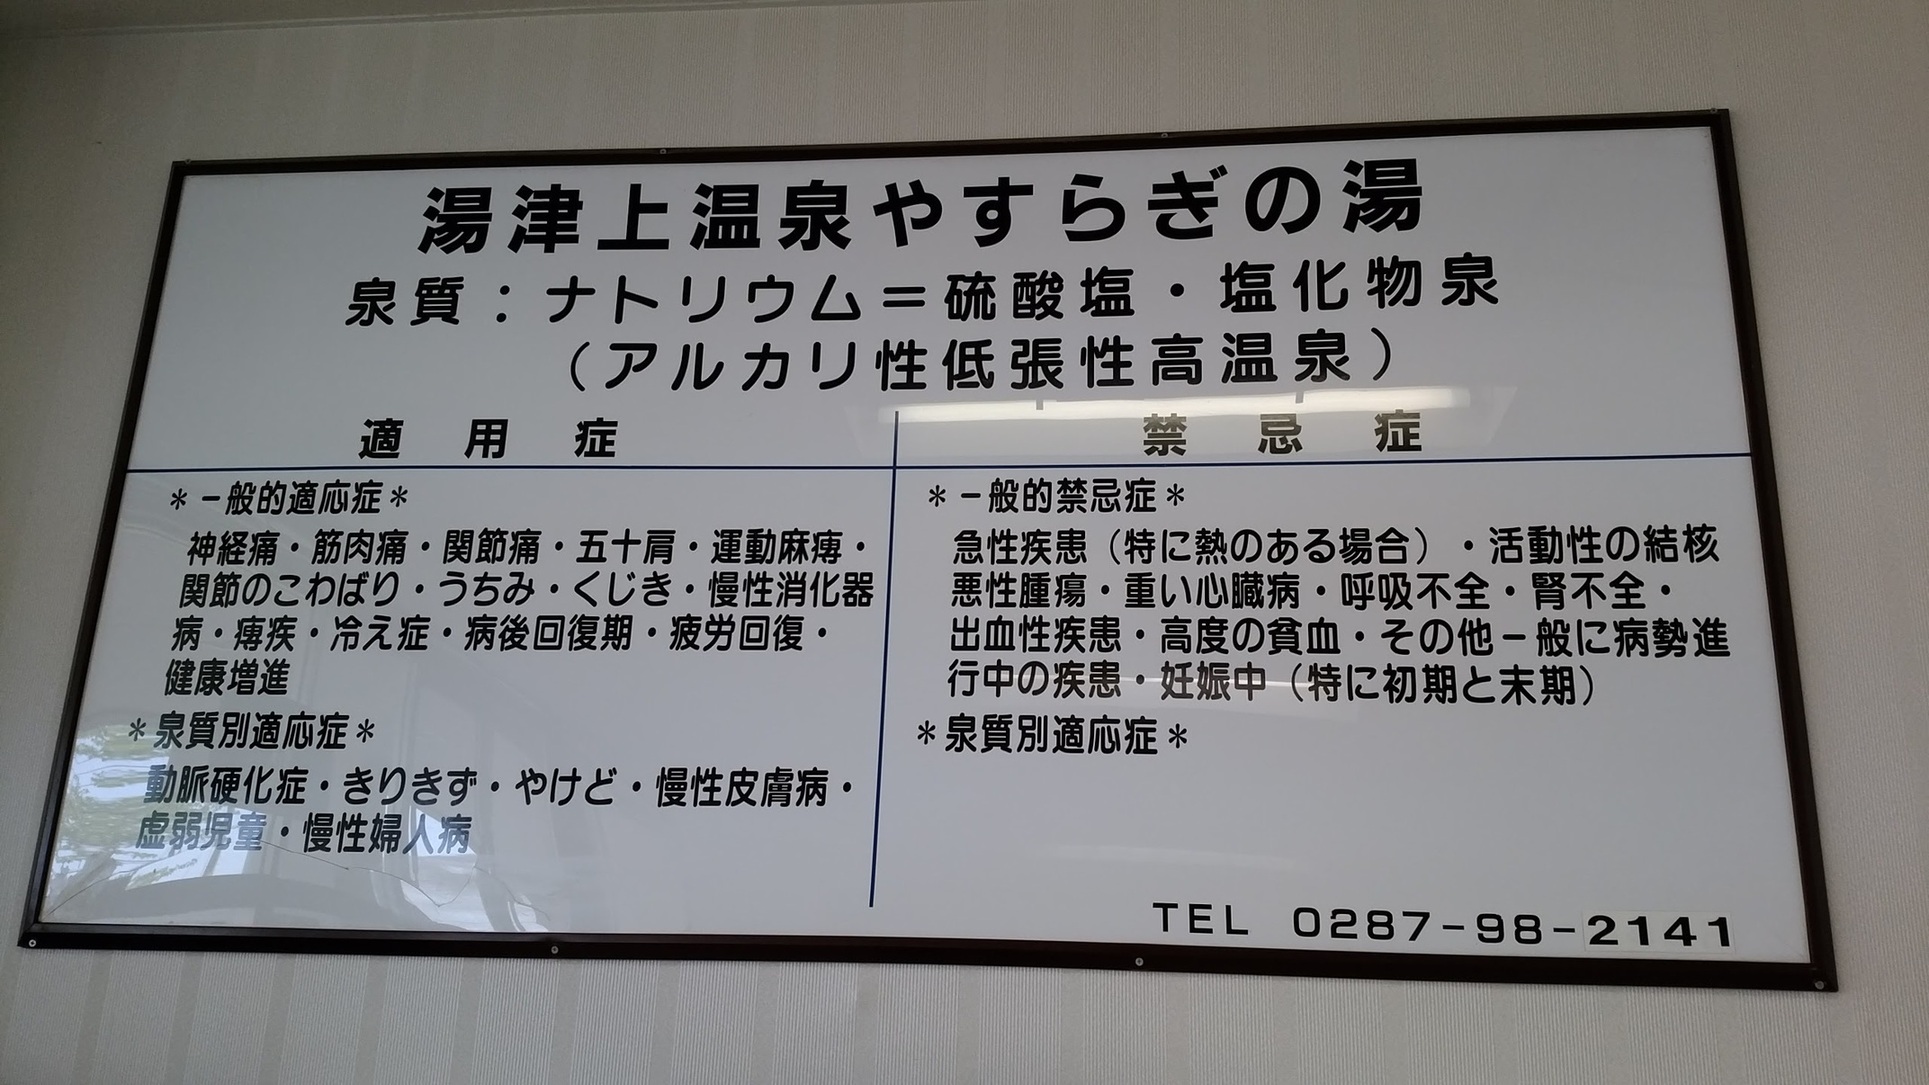 湯津上温泉やすらぎの湯
泉質：ナトリウム＝硫酸塩・塩化物泉
（アルカリ性低張性高温泉）
適用症
＊一般的適応症＊
神経痛・筋肉痛・関節痛・五十肩・運動麻痺・
関節のこわばり・うちみ・くじき・慢性消化器
病・痔疾・冷え症・病後回復期・疲労回復・
健康増進
＊泉質別適応症＊
動脈硬化症・きりきず・やけど・慢性皮膚病・
虚弱児童・慢性婦人病
禁忌症
＊一般的禁忌症＊
急性疾患（特に熱のある場合）・活動性の結核
悪性腫瘍・重い心臓病・呼吸不全・腎不全・
出血性疾患・高度の貧血・その他一般に病勢進
行中の疾患・妊娠中（特に初期と末期）
＊泉質別適応症＊
TEL 0287-98-2141